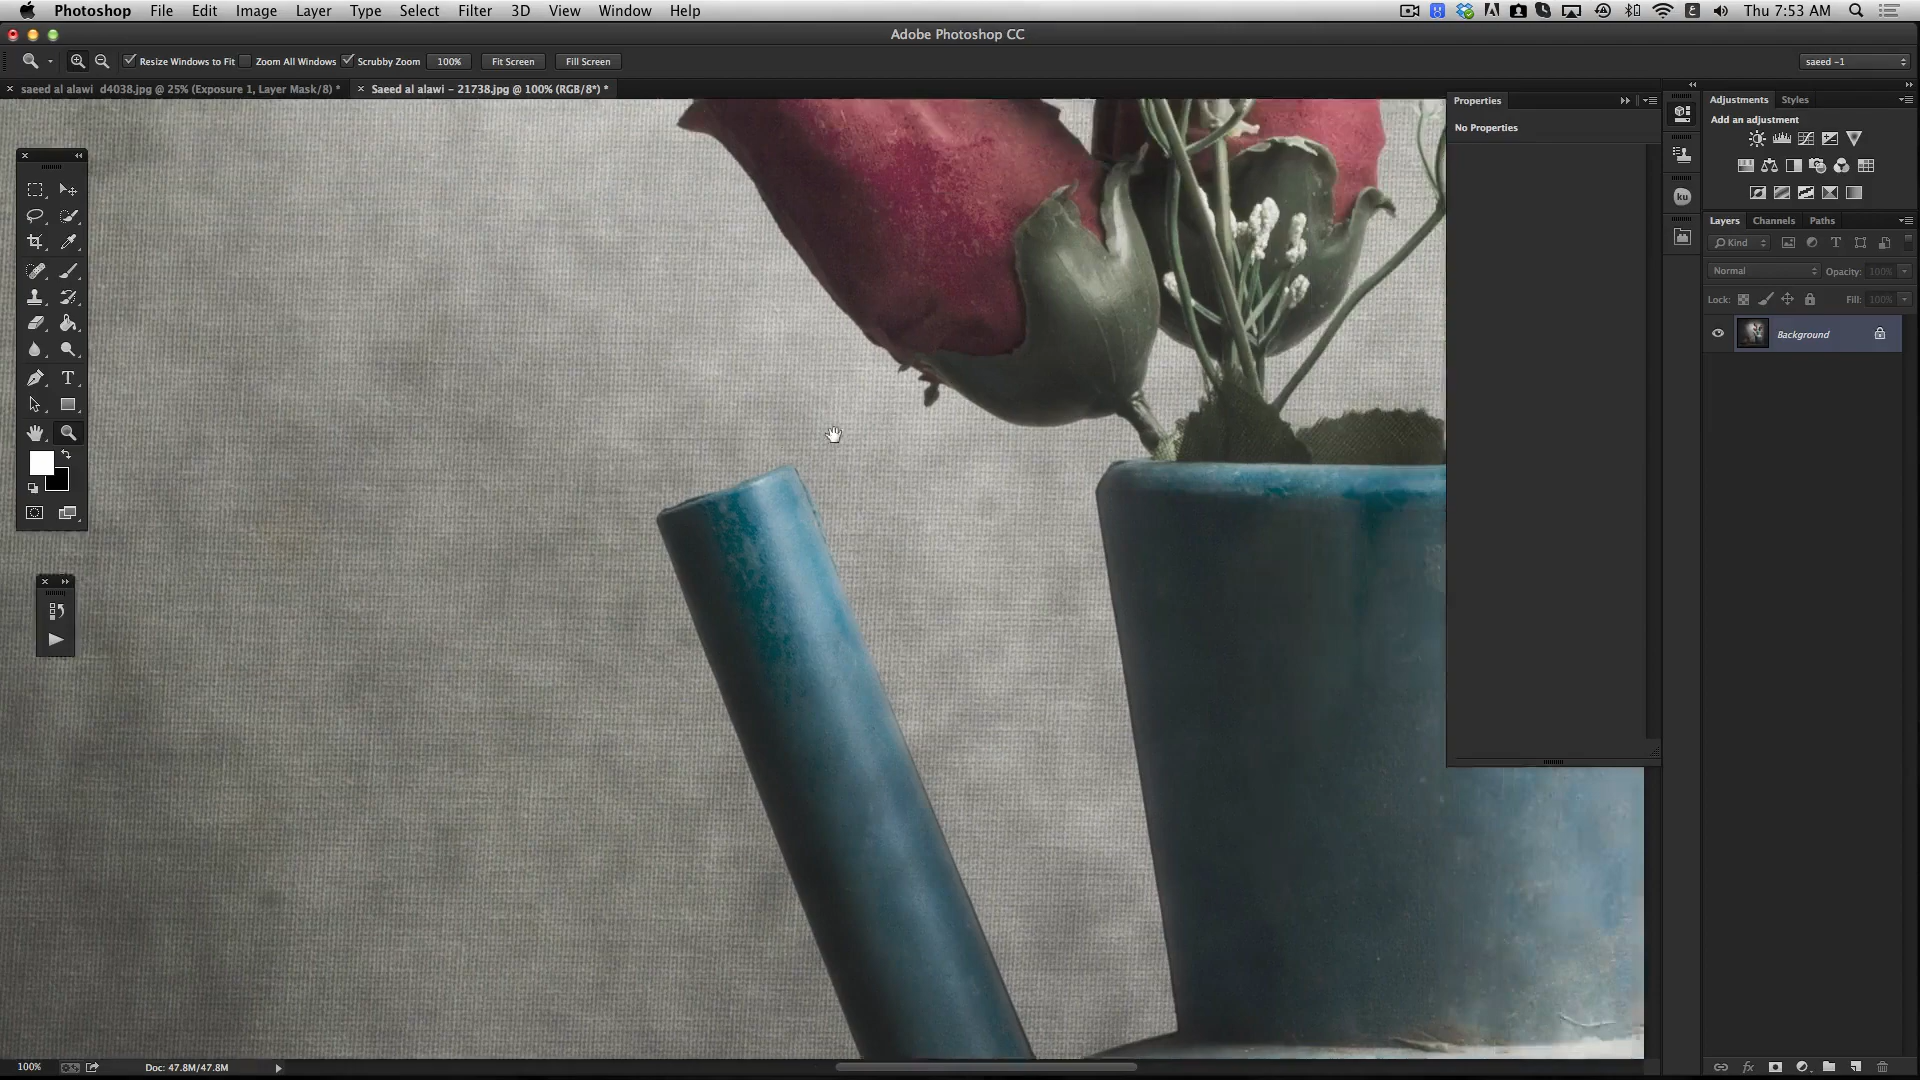 Photoshop File Edit Image Layer Type Select Filter 3D View Window Help Thu 7:53 AM
Adobe Photoshop CC
Resize Windows to Fit Zoom All Windows Scrubby Zoom 100% Fit Screen Fill Screen saeed -1
saeed al alawi d4038.jpg @ 25% (Exposure 1, Layer Mask/8) * Saeed al alawi – 21738.jpg @ 100% (RGB/8*) *
Properties
No Properties
Adjustments Styles
Add an adjustment
ku
Layers Channels Paths
Kind
Normal Opacity: 100%
Lock: Fill: 100%
Background
100% Doc: 47.8M/47.8M